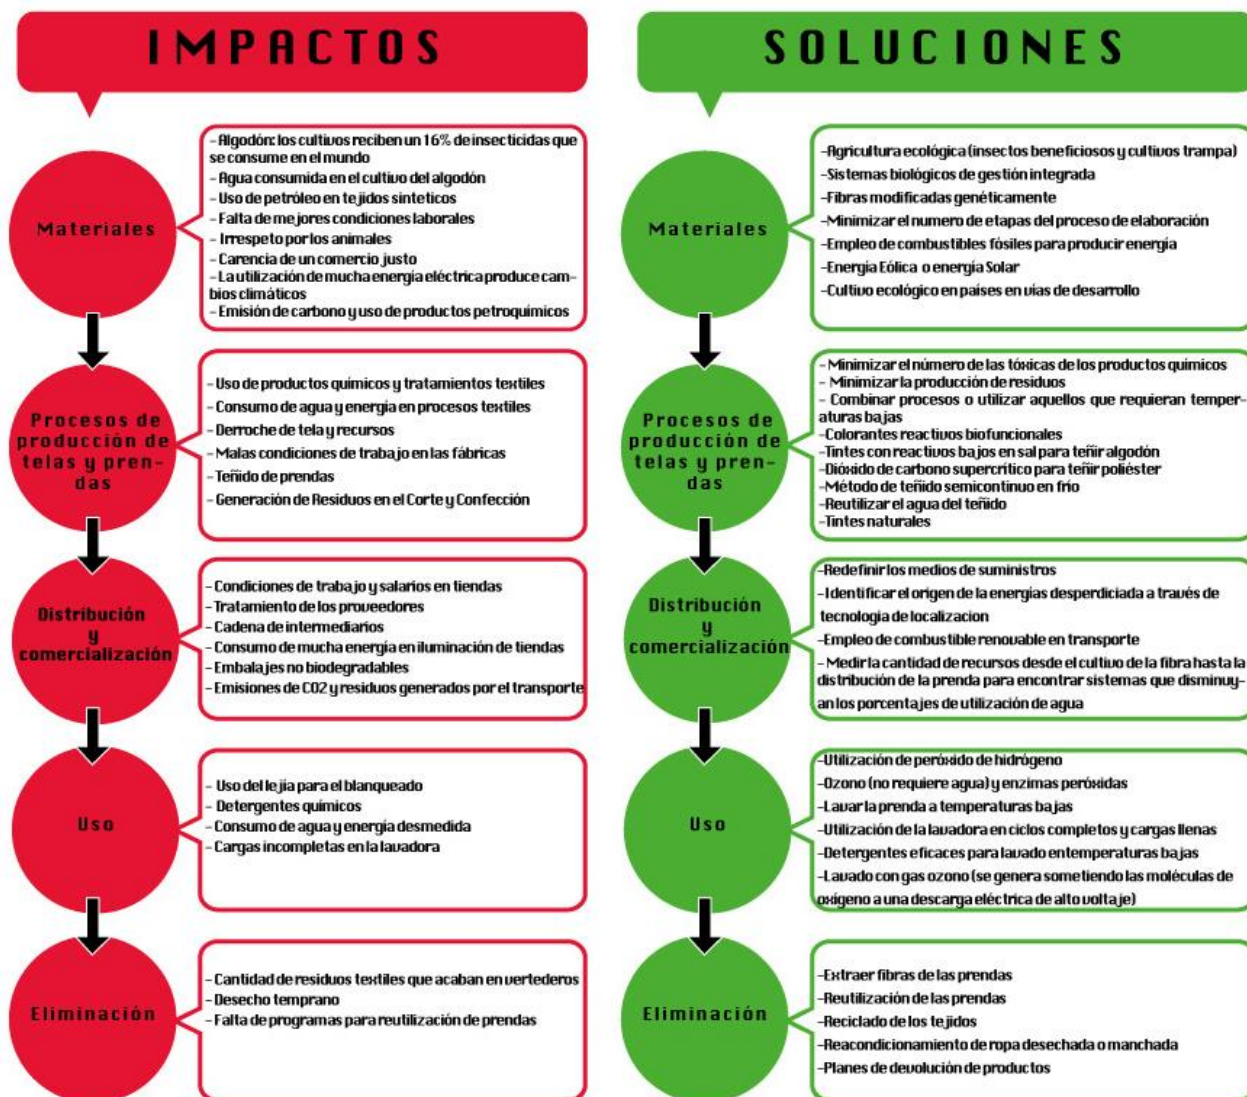 IMPACTOS
Materiales
- Algodón: los cultivos reciben un 16% de insecticidas que
se consume en el mundo
- Agua consumida en el cultivo del algodón
- Uso de petróleo en tejidos sinteticos
- Falta de mejores condiciones laborales
- Irrespeto por los animales
- Carencia de un comercio justo
- La utilización de mucha energía eléctrica produce cam-
bios climáticos
- Emisión de carbono y uso de productos petroquímicos
Procesos de
producción de
telas y pren-
das
- Uso de productos químicos y tratamientos textiles
- Consumo de agua y energía en procesos textiles
- Derroche de tela y recursos
- Malas condiciones de trabajo en las fábricas
- Teñido de prendas
- Generación de Residuos en el Corte y Confección
Distribución
y
comercialización
- Condiciones de trabajo y salarios en tiendas
- Tratamiento de los proveedores
- Cadena de intermediarios
- Consumo de mucha energía en iluminación de tiendas
- Embalajes no biodegradables
- Emisiones de CO2 y residuos generados por el transporte
Uso
- Uso del lejía para el blanqueado
- Detergentes químicos
- Consumo de agua y energía desmedida
- Cargas incompletas en la lavadora
Eliminación
- Cantidad de residuos textiles que acaban en vertederos
- Desecho temprano
- Falta de programas para reutilización de prendas
SOLUCIONES
Materiales
-Agricultura ecológica (insectos beneficiosos y cultivos trampa)
-Sistemas biológicos de gestión integrada
-Fibras modificadas genéticamente
-Minimizar el numero de etapas del proceso de elaboración
-Empleo de combustibles fósiles para producir energía
-Energía Eólica o energía Solar
-Cultivo ecológico en países en vías de desarrollo
Procesos de
producción de
telas y pren-
das
- Minimizar el número de las tóxicas de los productos químicos
- Minimizar la producción de residuos
- Combinar procesos o utilizar aquellos que requieran temper-
aturas bajas
-Colorantes reactivos biofuncionales
-Tintes con reactivos bajos en sal para teñir algodón
-Dióxido de carbono supercrítico para teñir poliéster
-Método de teñido semicontinuo en frío
-Reutilizar el agua del teñido
-Tintes naturales
Distribución
y
comercialización
-Redefinir los medios de suministros
-Identificar el origen de la energías desperdiciada a través de
tecnología de localizacion
-Empleo de combustible renovable en transporte
- Medir la cantidad de recursos desde el cultivo de la fibra hasta la
distribución de la prenda para encontrar sistemas que disminuy-
an los porcentajes de utilización de agua
Uso
-Utilización de peróxido de hidrógeno
-Ozono (no requiere agua) y enzimas peróxidas
-Lavar la prenda a temperaturas bajas
-Utilización de la lavadora en ciclos completos y cargas llenas
-Detergentes eficaces para lavado entemperaturas bajas
-Lavado con gas ozono (se genera sometiendo las moléculas de
oxígeno a una descarga eléctrica de alto voltaje)
Eliminación
-Extraer fibras de las prendas
-Reutilización de las prendas
-Reciclado de los tejidos
-Reacondicionamiento de ropa desechada o manchada
-Planes de devolución de productos